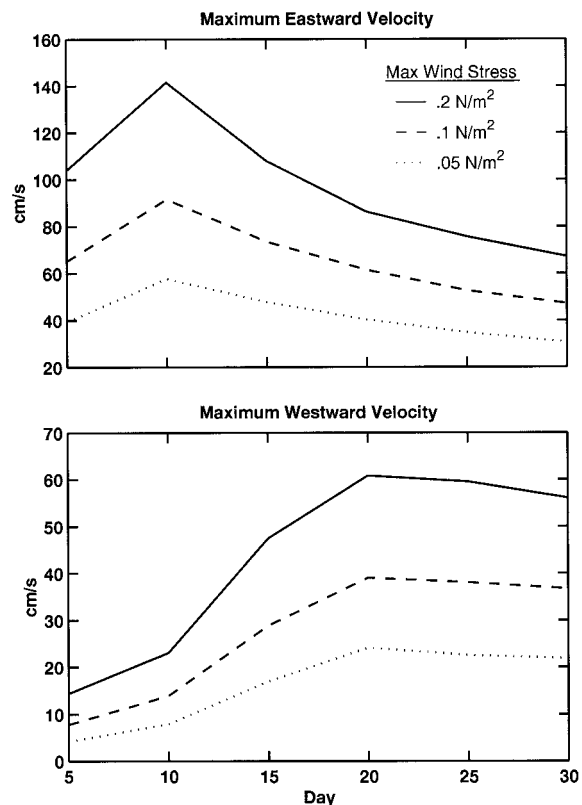 Maximum Eastward Velocity
160
140
120
100
80
60
40
20
cm/s
Max Wind Stress
.2 N/m²
.1 N/m²
.05 N/m²
Maximum Westward Velocity
70
60
50
40
30
20
10
0
cm/s
5 10 15 20 25 30
Day